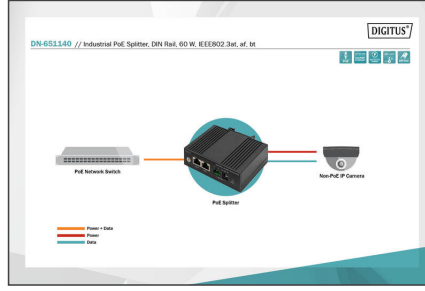 DIGITUS®
DN-651140 // Industrial PoE Splitter, DIN Rail, 60 W, IEEE802.3at, af, bt
PoE Network Switch
PoE Splitter
Non-PoE IP Camera
Power + Data
Power
Data